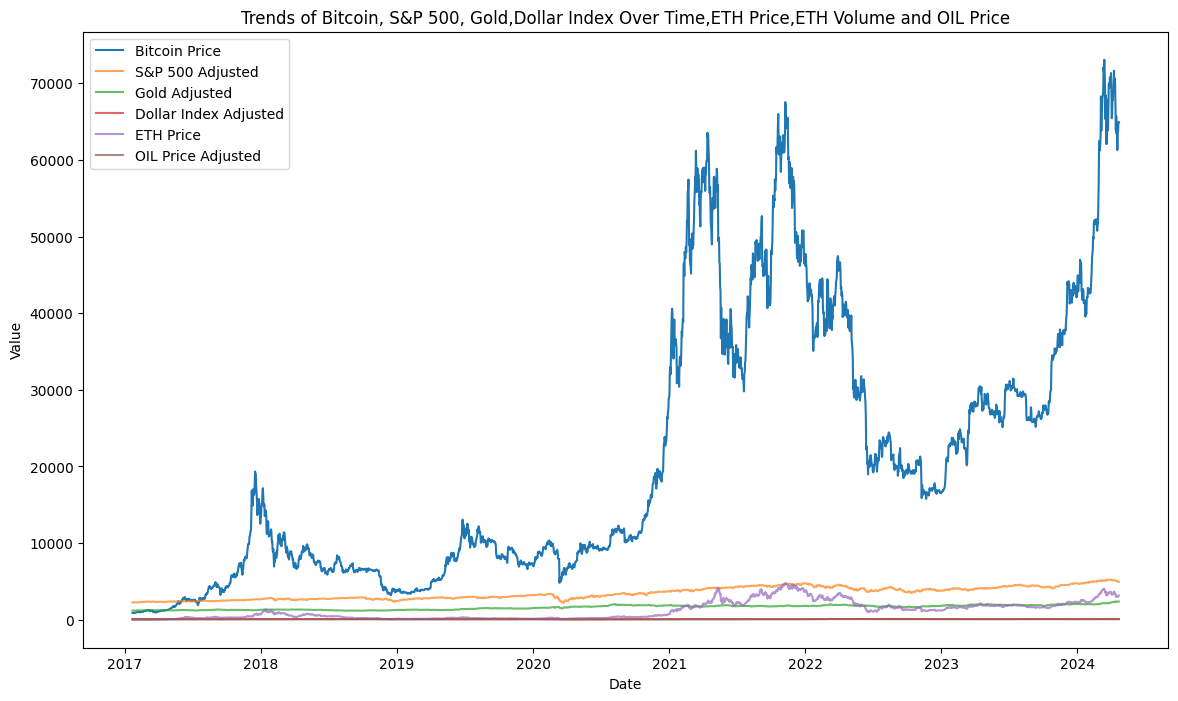 Trends of Bitcoin, S&P 500, Gold,Dollar Index Over Time,ETH Price,ETH Volume and OIL Price
Bitcoin Price
S&P 500 Adjusted
Gold Adjusted
Dollar Index Adjusted
ETH Price
OIL Price Adjusted
Value
70000
60000
50000
40000
30000
20000
10000
0
2017 2018 2019 2020 2021 2022 2023 2024
Date